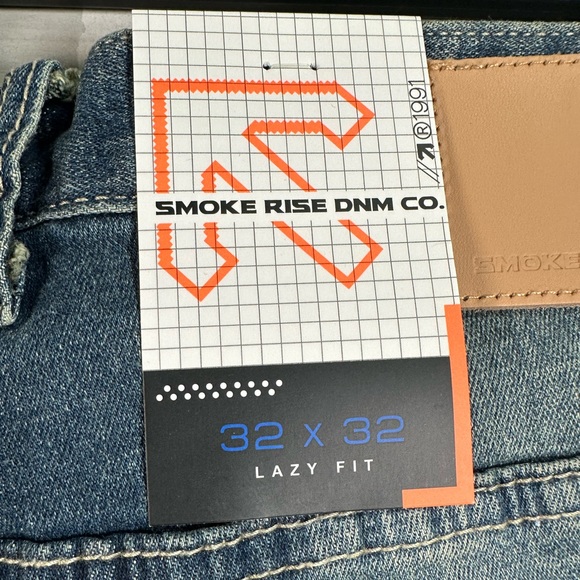 //↗®1991
SMOKE RISE DNM CO.
SMOKE
32 x 32
LAZY FIT